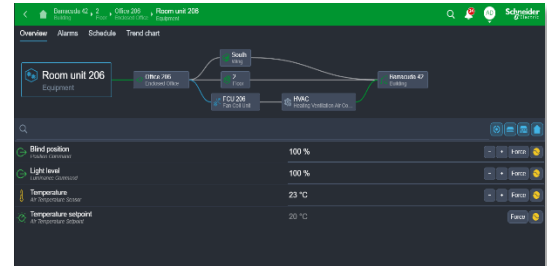 Barracuda 42
Building
2
Floor
Office 206
Enclosed Office
Room unit 206
Equipment
Schneider
Electric
Overview Alarms Schedule Trend chart
Room unit 206
Equipment
Office 206
Enclosed Office
South
Wing
2
Floor
FCU 206
Fan Coil Unit
HVAC
Heating Ventilation Air Co...
Barracuda 42
Building
Blind position
Position Command
100 %
- + Force
Light level
Luminance Command
100 %
- + Force
Temperature
Air Temperature Sensor
23 °C
- + Force
Temperature setpoint
Air Temperature Setpoint
20 °C
Force